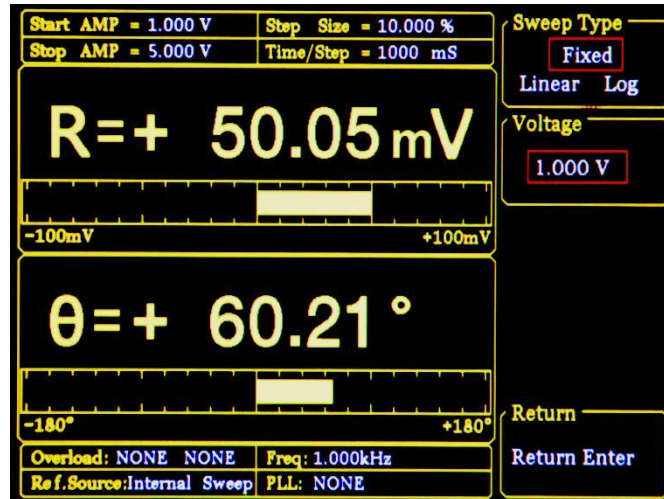 Start AMP = 1.000 V
Step Size = 10.000 %
Stop AMP = 5.000 V
Time/Step = 1000 mS
R=+ 50.05 mV
-100mV +100mV
θ=+ 60.21 °
-180° +180°
Overload: NONE NONE
Freq: 1.000kHz
Ref.Source:Internal Sweep
PLL: NONE
Sweep Type
Fixed
Linear Log
Voltage
1.000 V
Return
Return Enter